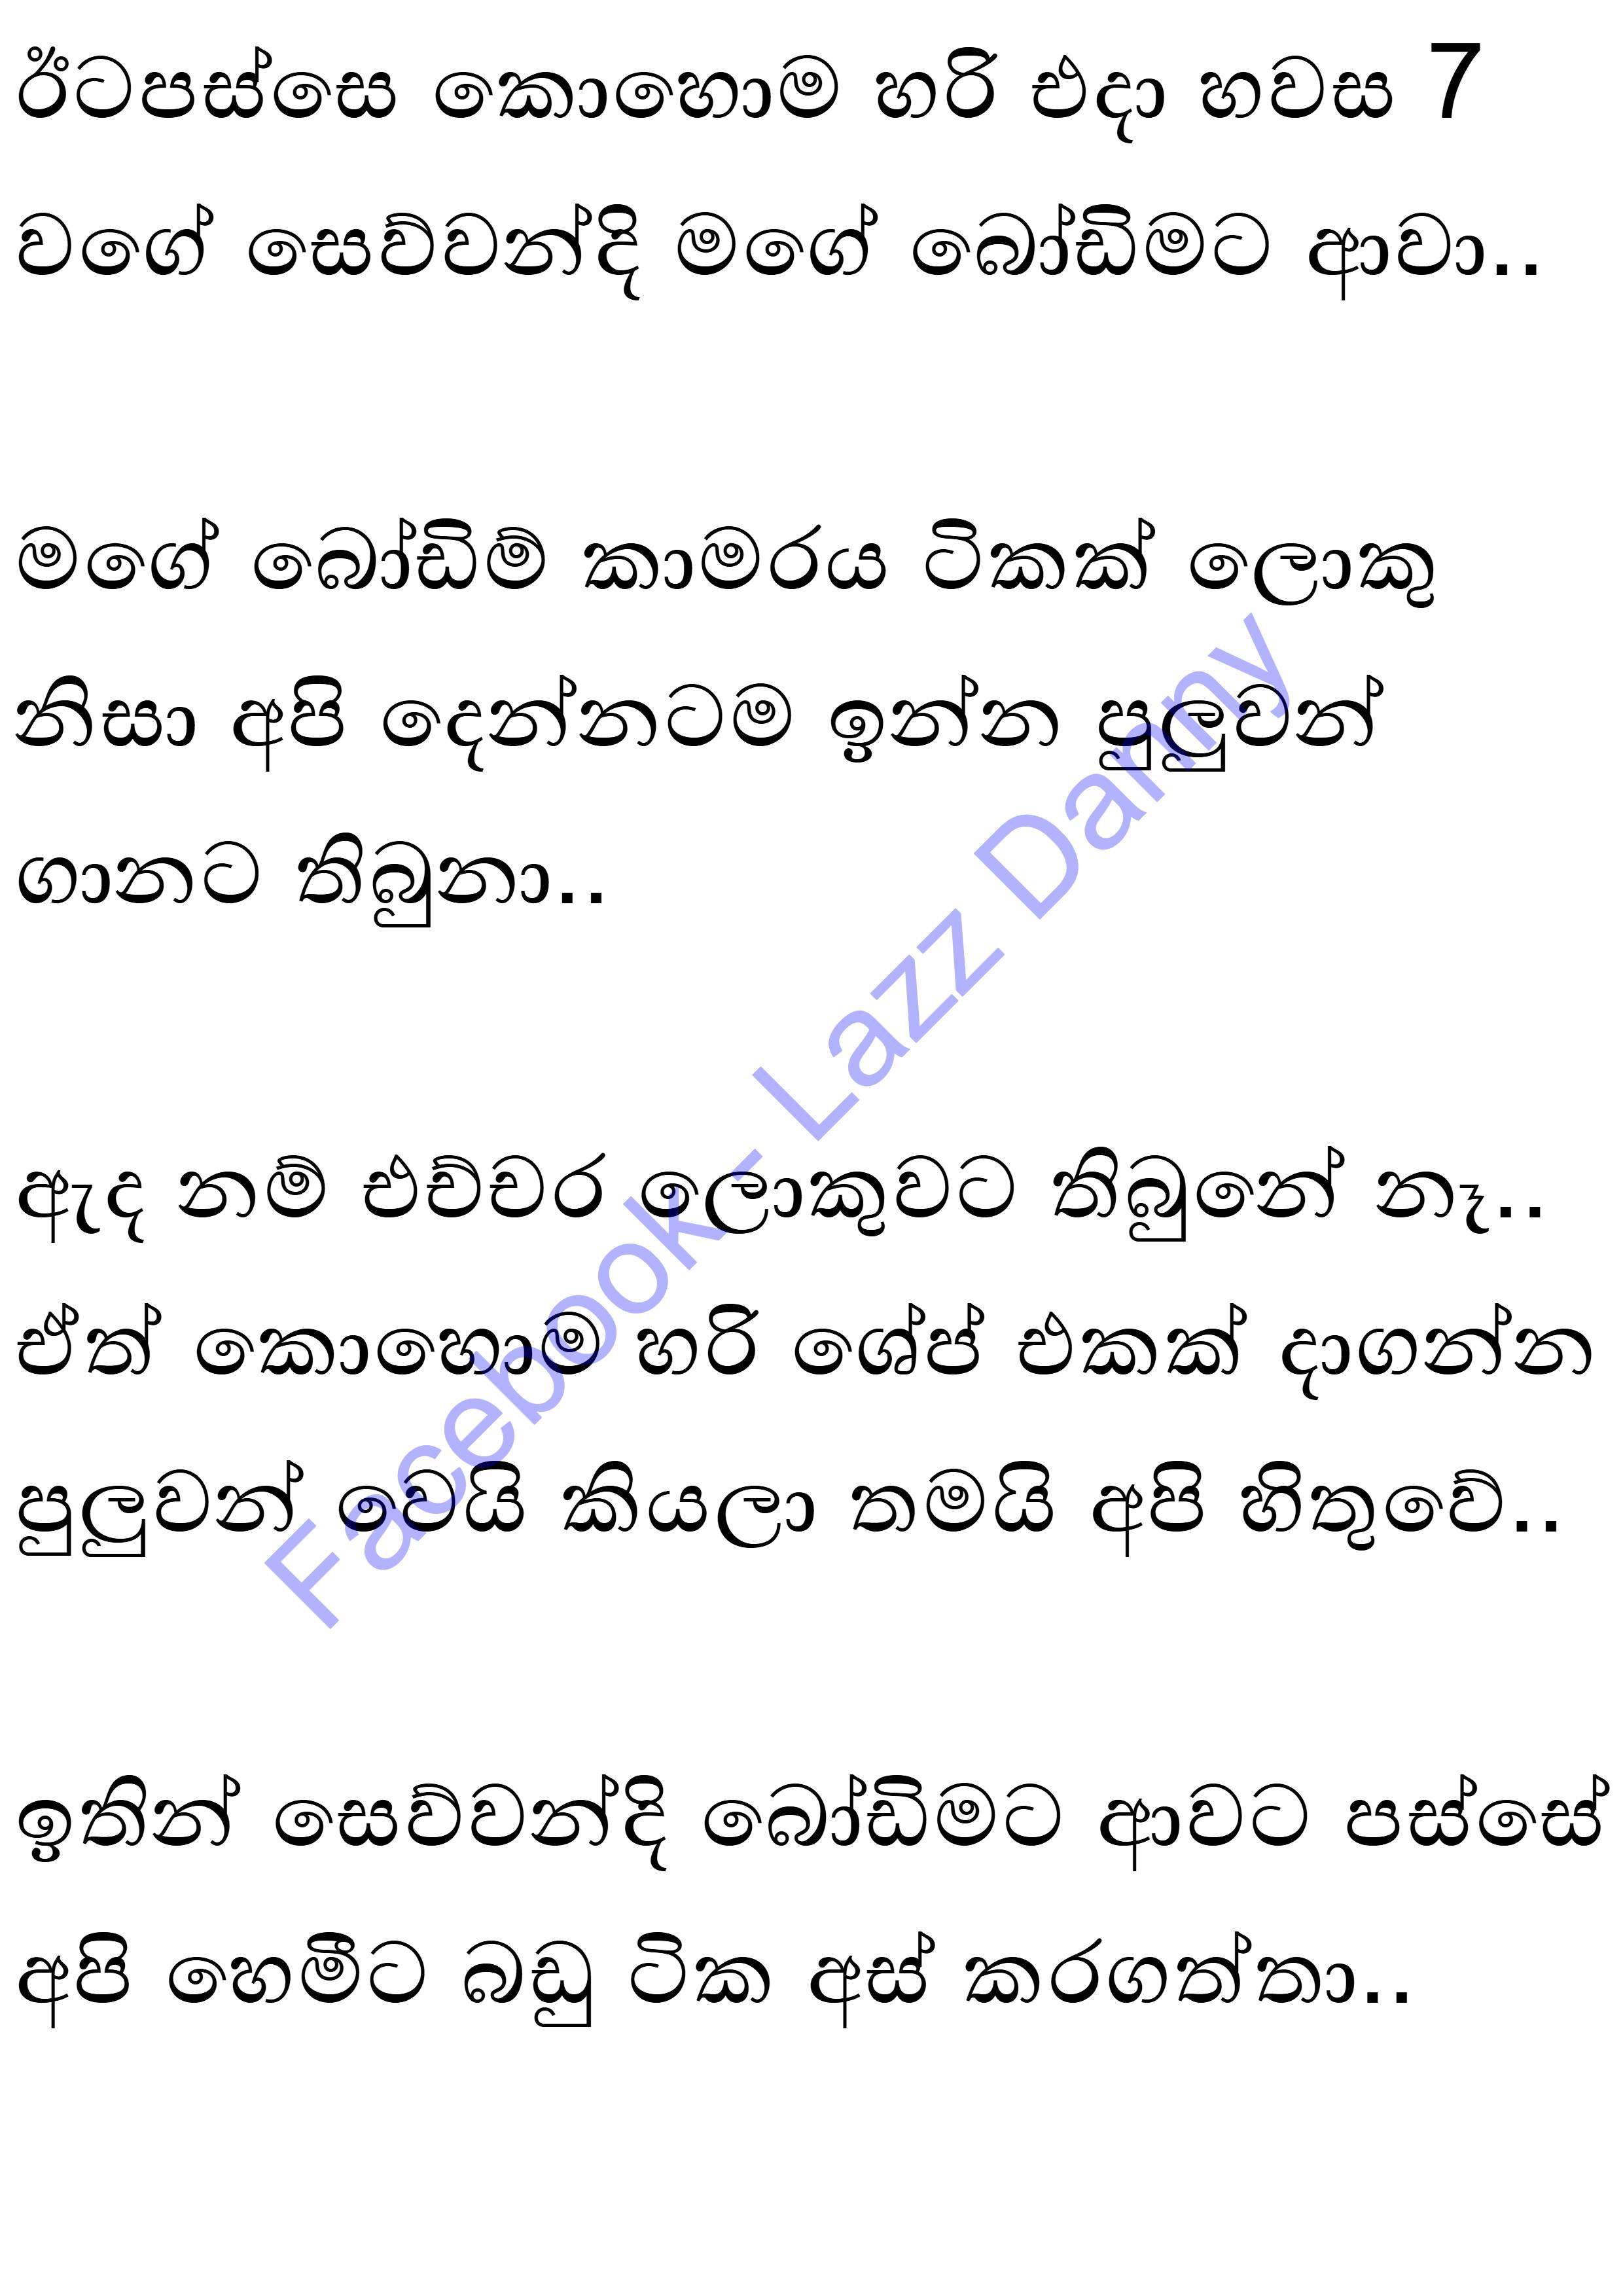 ඊටපස්සෙ කොහොම හරි එදා හවස 7
වගේ සෙව්වන්දි මගේ බෝඩිමට ආවා..
මගේ බෝඩිම් කාමරය ටිකක් ලොකු
නිසා අපි දෙන්නටම ඉන්න පුලුවන්
ගානට තිබුනා..
ඇද නම් එච්චර ලොකුවට තිබුනේ නෑ..
ඒත් කොහොම හරි ශේප් එකක් දාගන්න
පුලුවන් වෙයි කියලා තමයි අපි හිතුවේ..
ඉතින් සෙව්වන්දි බෝඩිමට ආවට පස්සේ
අපි හෙමීට බඩු ටික අස් කරගත්තා..
Facebook- Lazz Danny